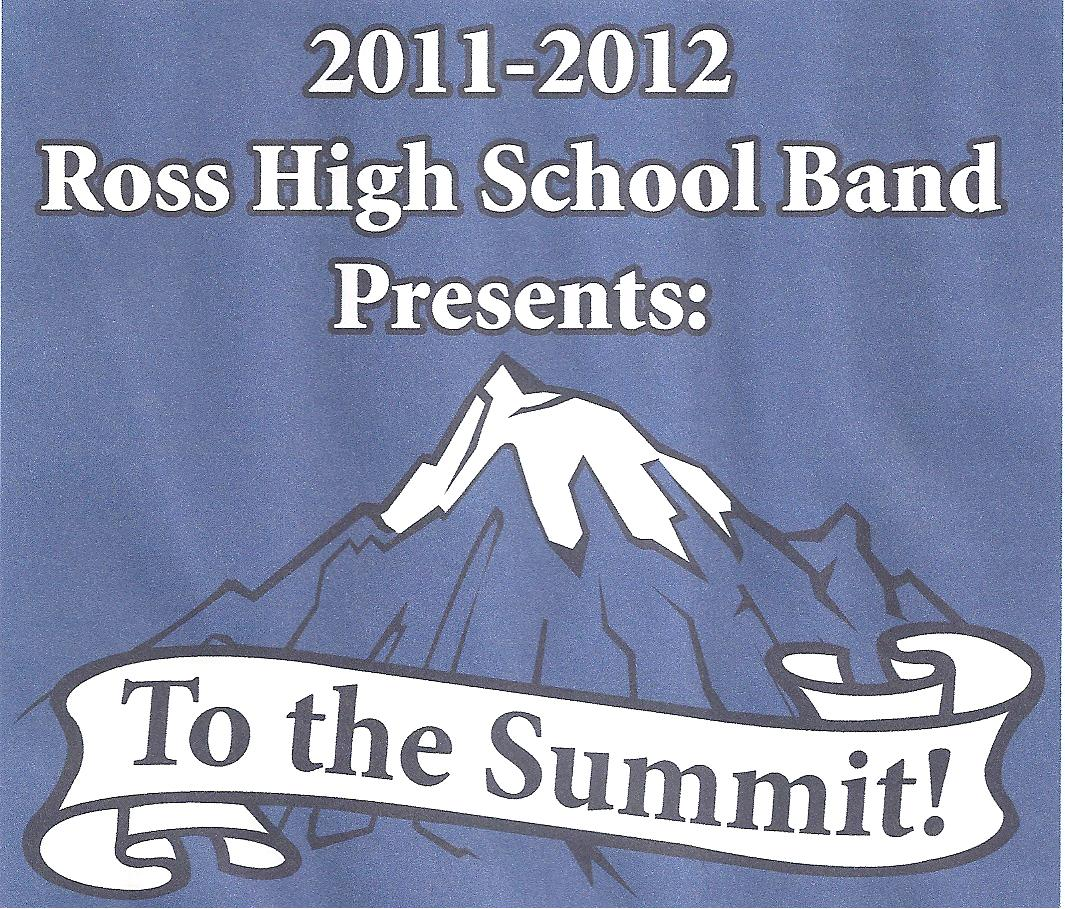 2011-2012
Ross High School Band
Presents:
To the Summit!